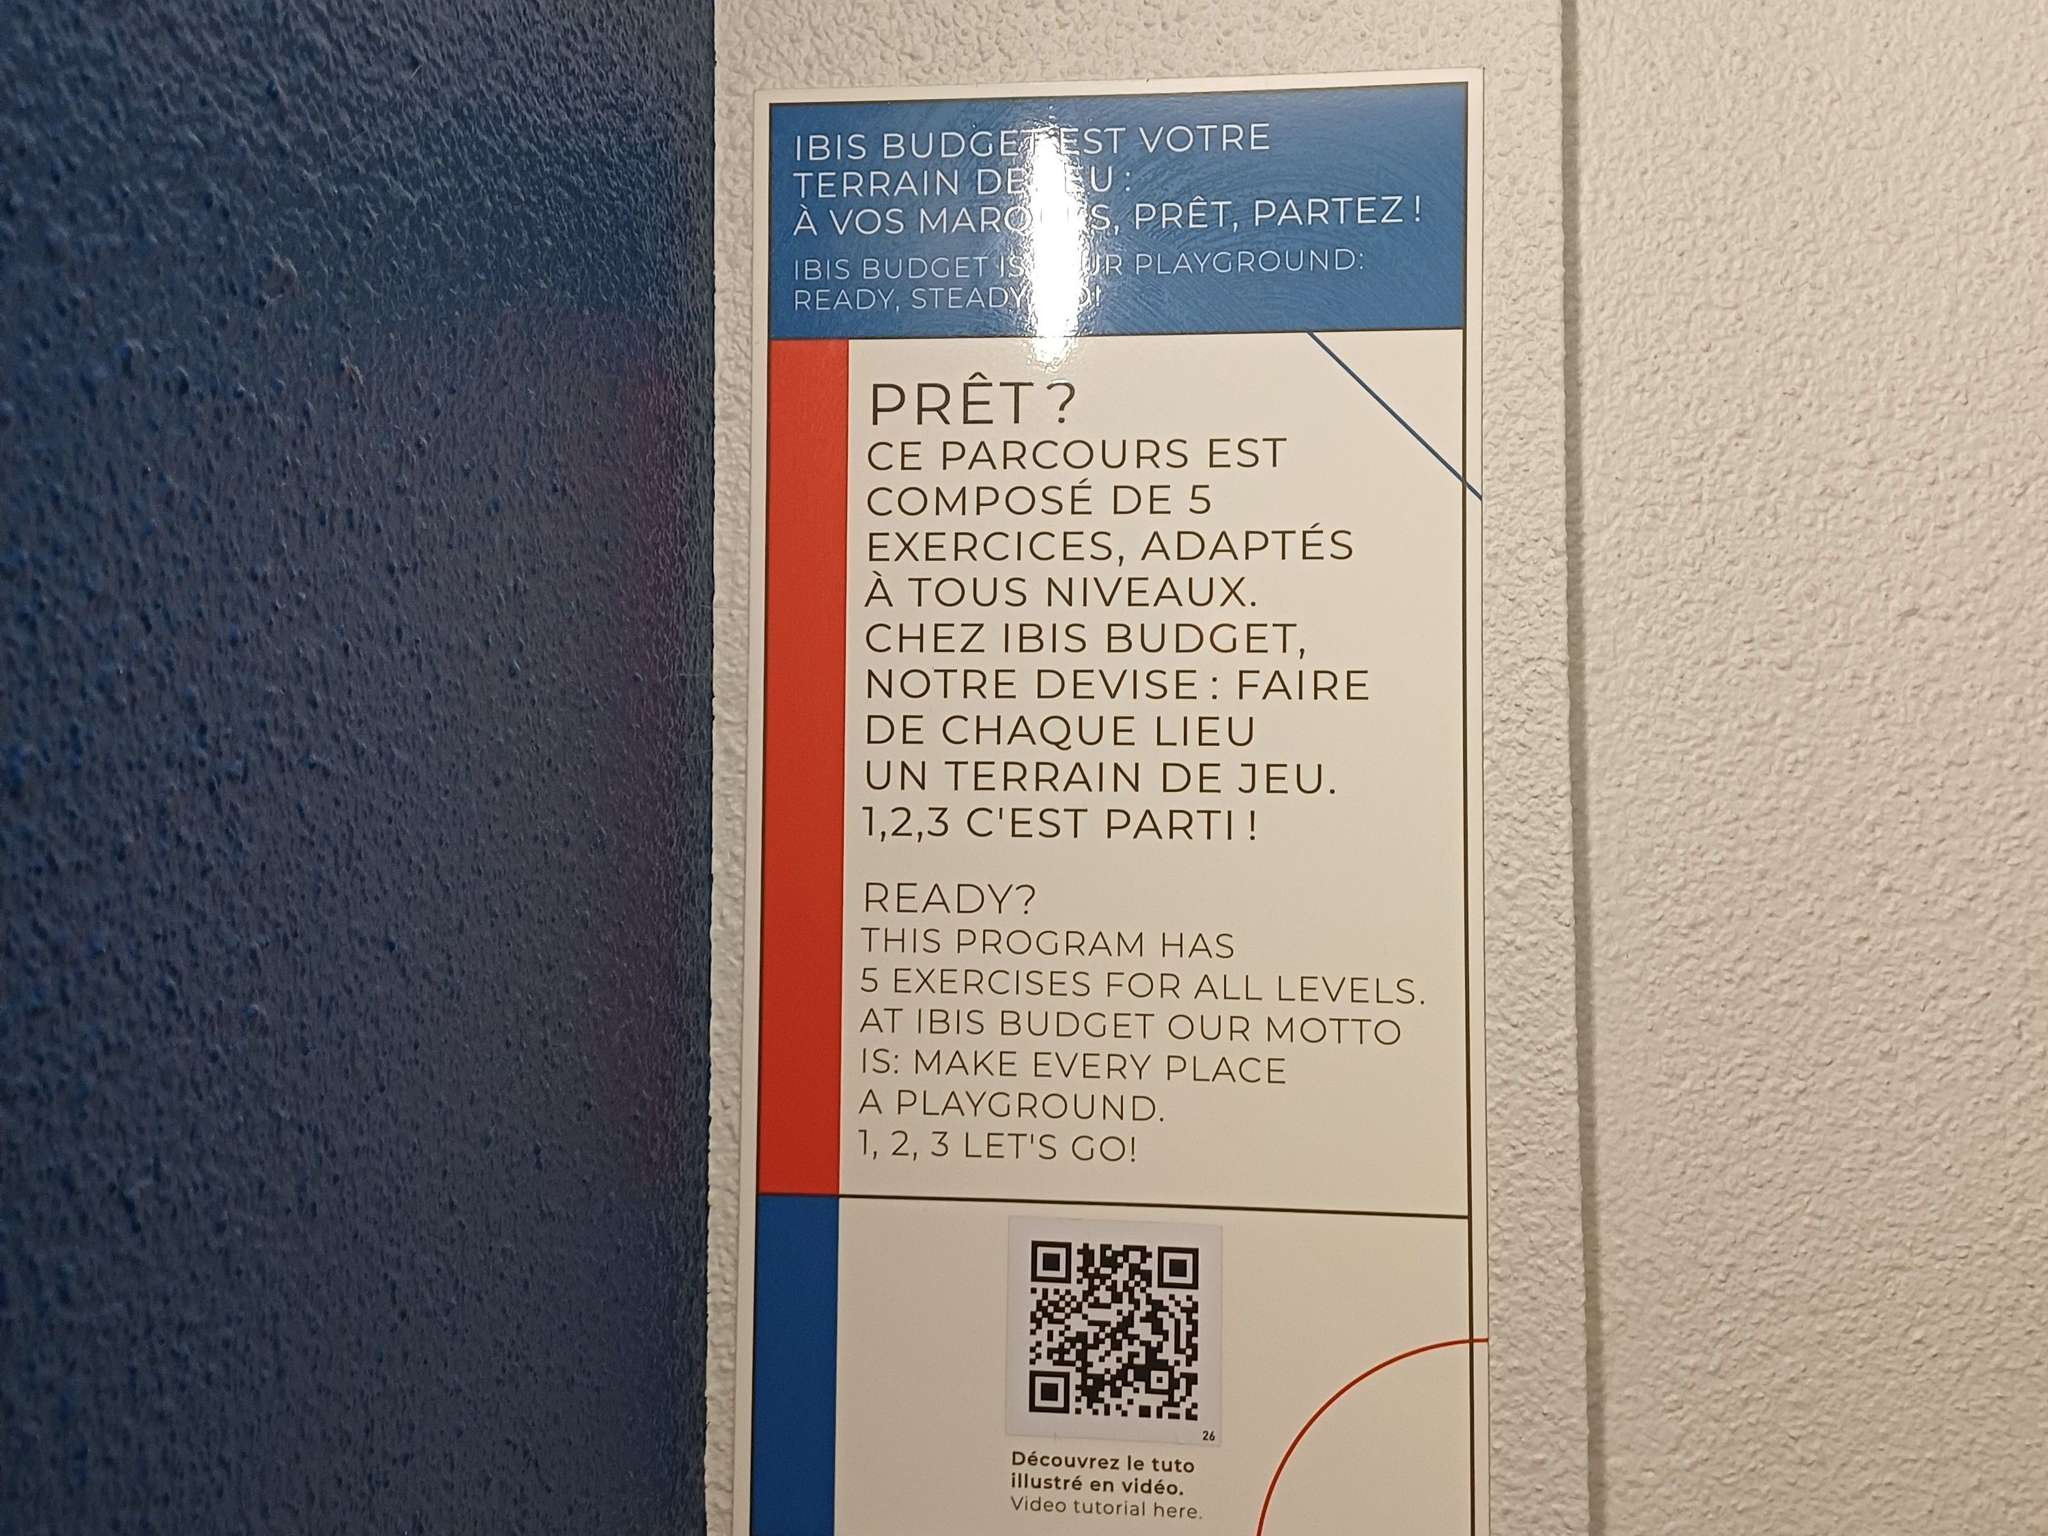 IBIS BUDGET EST VOTRE
TERRAIN DE JEU :
À VOS MARQUES, PRÊT, PARTEZ !
IBIS BUDGET IS YOUR PLAYGROUND:
READY, STEADY, GO!
PRÊT ?
CE PARCOURS EST
COMPOSÉ DE 5
EXERCICES, ADAPTÉS
À TOUS NIVEAUX.
CHEZ IBIS BUDGET,
NOTRE DEVISE : FAIRE
DE CHAQUE LIEU
UN TERRAIN DE JEU.
1,2,3 C'EST PARTI !
READY?
THIS PROGRAM HAS
5 EXERCISES FOR ALL LEVELS.
AT IBIS BUDGET OUR MOTTO
IS: MAKE EVERY PLACE
A PLAYGROUND.
1, 2, 3 LET'S GO!
26
Découvrez le tuto
illustré en vidéo.
Video tutorial here.